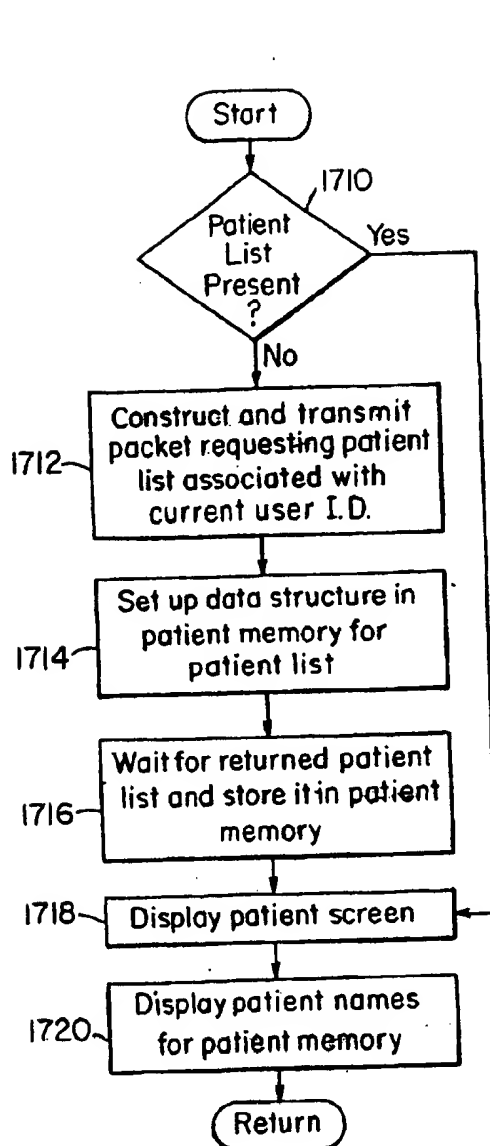 Start
1710
Patient
List
Present
?
Yes
No
Construct and transmit
packet requesting patient
list associated with
current user I.D.
1712
Set up data structure in
patient memory for
patient list
1714
Wait for returned patient
list and store it in patient
memory
1716
1718
Display patient screen
Display patient names
for patient memory
1720
Return